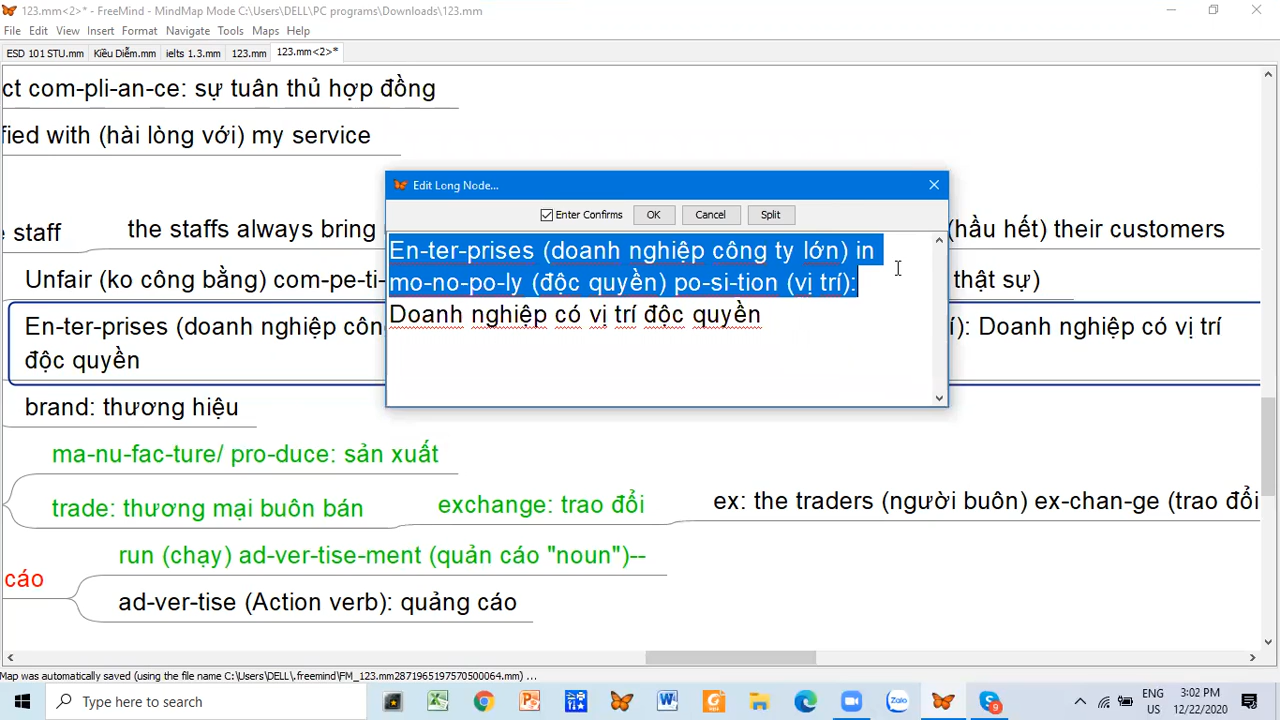 123.mm<2>* - FreeMind - MindMap Mode C:\Users\DELL\PC programs\Downloads\123.mm
File Edit View Insert Format Navigate Tools Maps Help
ESD 101 STU.mm Kiều Diễm.mm ielts 1.3.mm 123.mm 123.mm<2>*
ct com-pli-an-ce: sự tuân thủ hợp đồng
fied with (hài lòng với) my service
Edit Long Node...
Enter Confirms OK Cancel Split
e staff the staffs always bring (hầu hết) their customers
En-ter-prises (doanh nghiệp công ty lớn) in
mo-no-po-ly (độc quyền) po-si-tion (vị trí):
Doanh nghiệp có vị trí độc quyền
Unfair (ko công bằng) com-pe-ti- thật sự)
En-ter-prises (doanh nghiệp côn í): Doanh nghiệp có vị trí
độc quyền
brand: thương hiệu
ma-nu-fac-ture/ pro-duce: sản xuất
trade: thương mại buôn bán exchange: trao đổi ex: the traders (người buôn) ex-chan-ge (trao đổi
run (chạy) ad-ver-tise-ment (quản cáo "noun")--
cáo
ad-ver-tise (Action verb): quảng cáo
Map was automatically saved (using the file name C:\Users\DELL\.freemind\FM_123.mm2871965197570500064.mm) ...
Type here to search
ENG
US
3:02 PM
12/22/2020